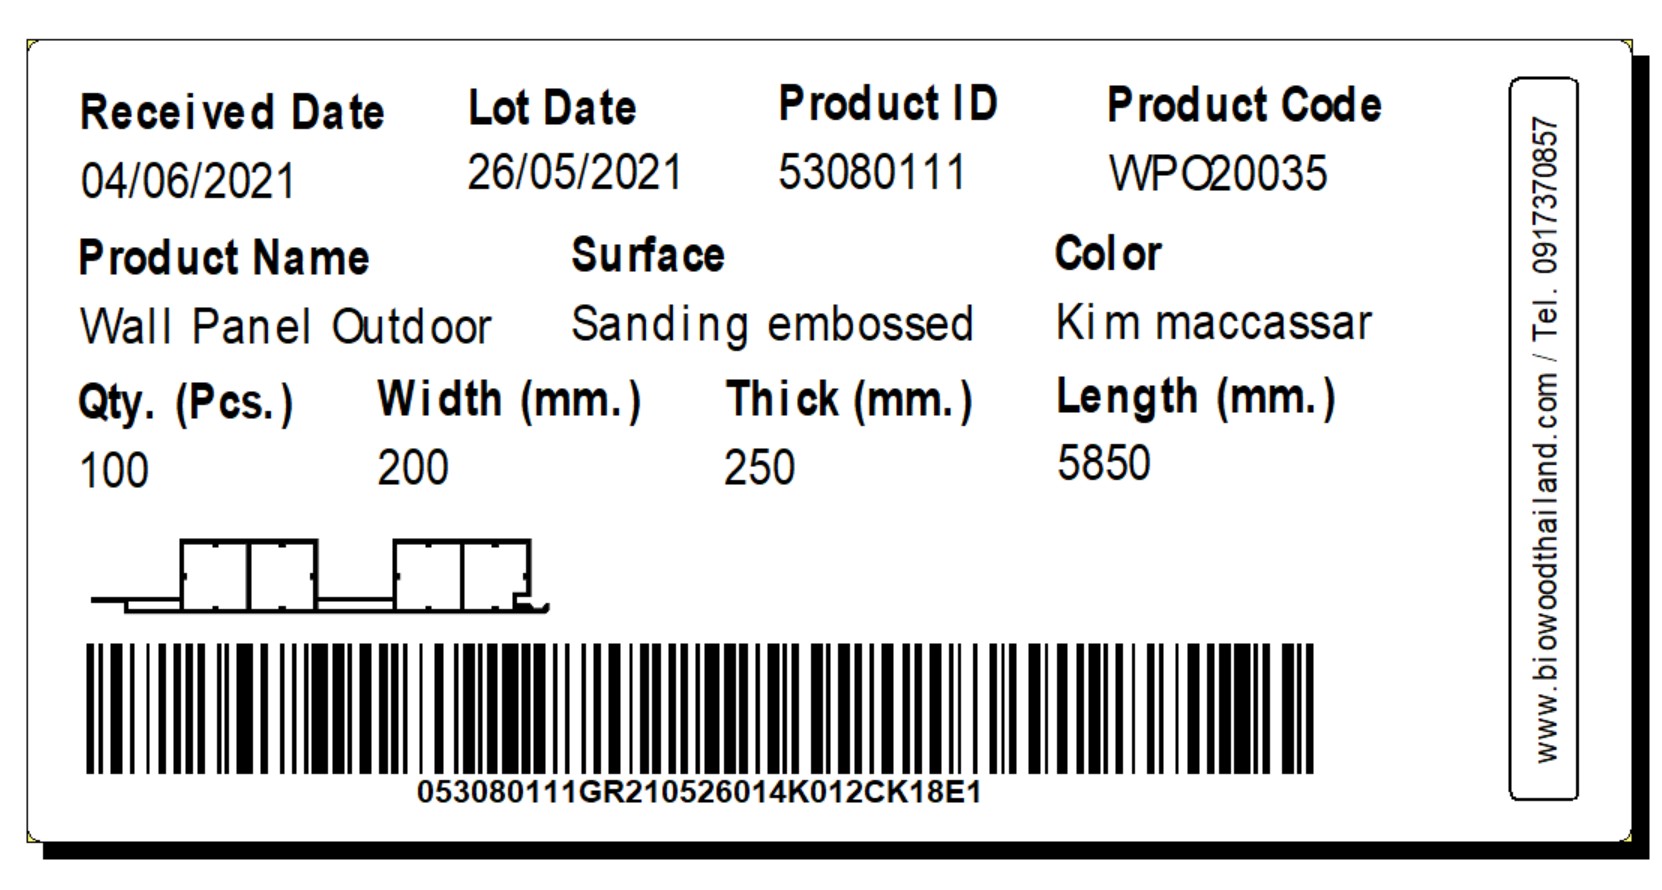 Received Date Lot Date Product ID Product Code
04/06/2021 26/05/2021 53080111 WPO20035
Product Name Surface Color
Wall Panel Outdoor Sanding embossed Kim maccassar
Qty. (Pcs.) Width (mm.) Thick (mm.) Length (mm.)
100 200 250 5850
053080111GR210526014K012CK18E1
www.biowoodthailand.com / Tel. 0917370857